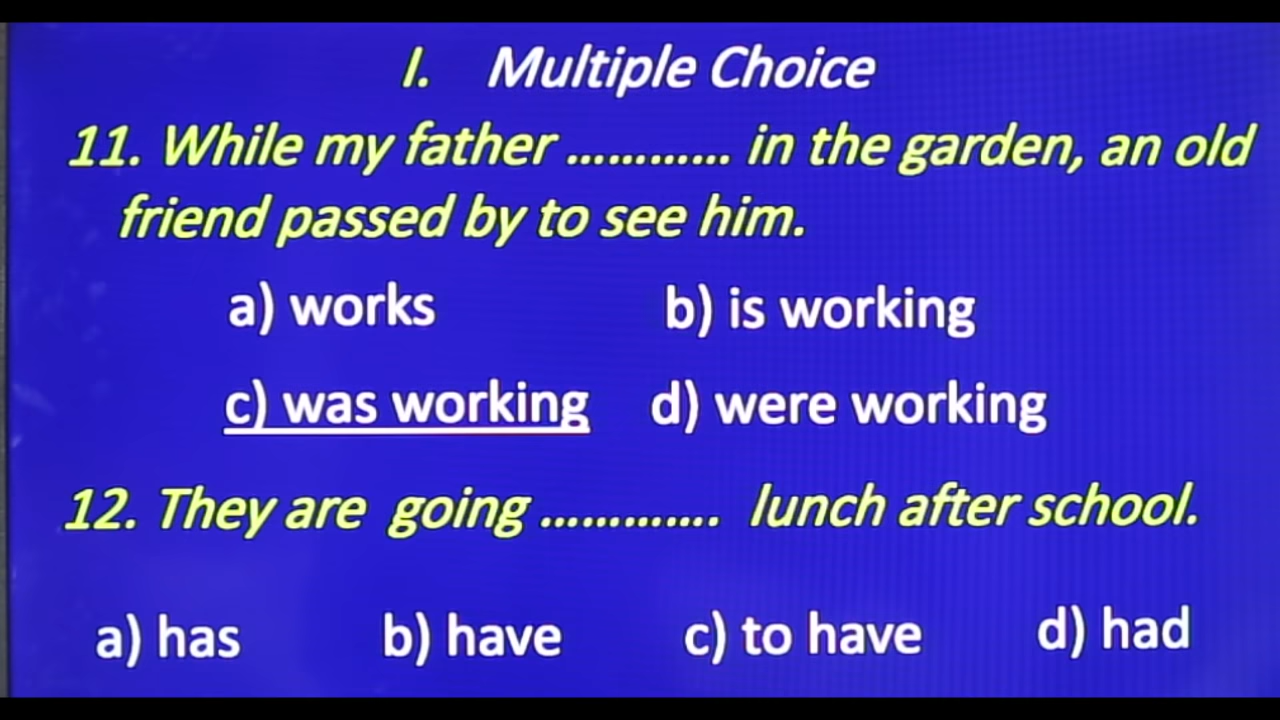 I. Multiple Choice
11. While my father ............ in the garden, an old
friend passed by to see him.
a) works b) is working
c) was working d) were working
12. They are going ............. lunch after school.
a) has b) have c) to have d) had